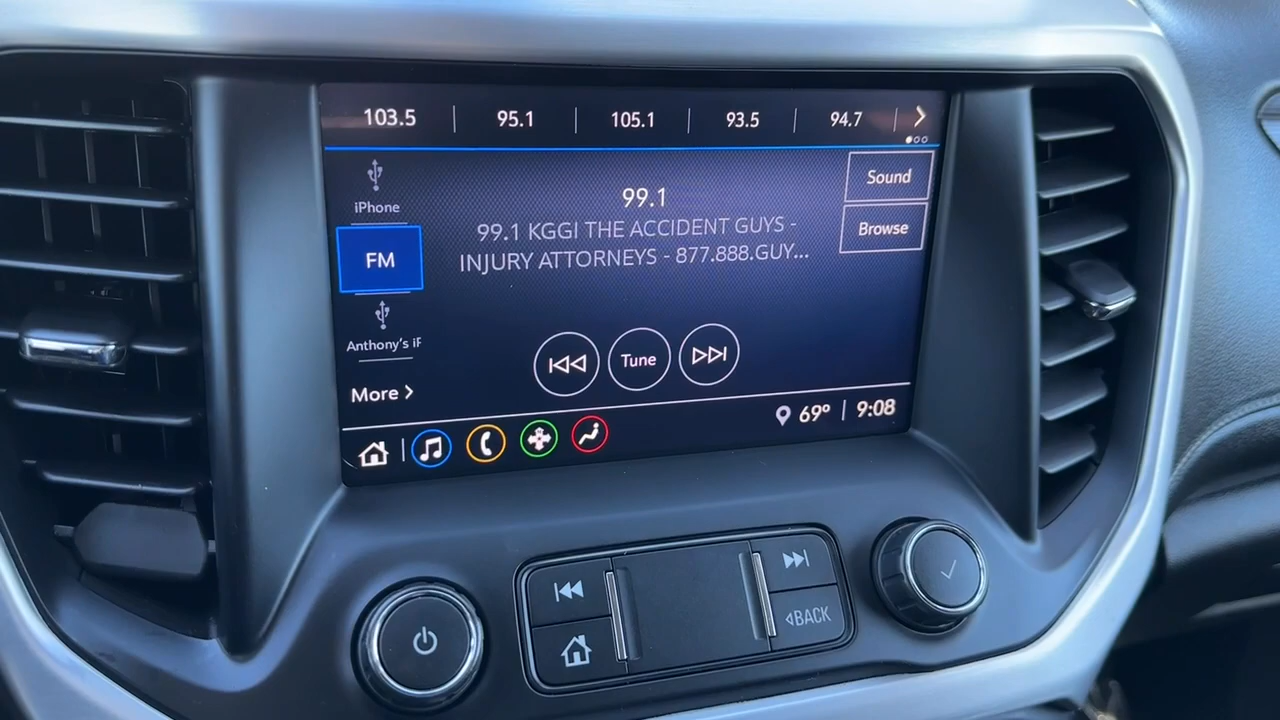 103.5 95.1 105.1 93.5 94.7
iPhone
Sound
99.1
99.1 KGGI THE ACCIDENT GUYS -
INJURY ATTORNEYS - 877.888.GUY...
Browse
FM
Anthony's iF
Tune
More
69° 9:08
BACK